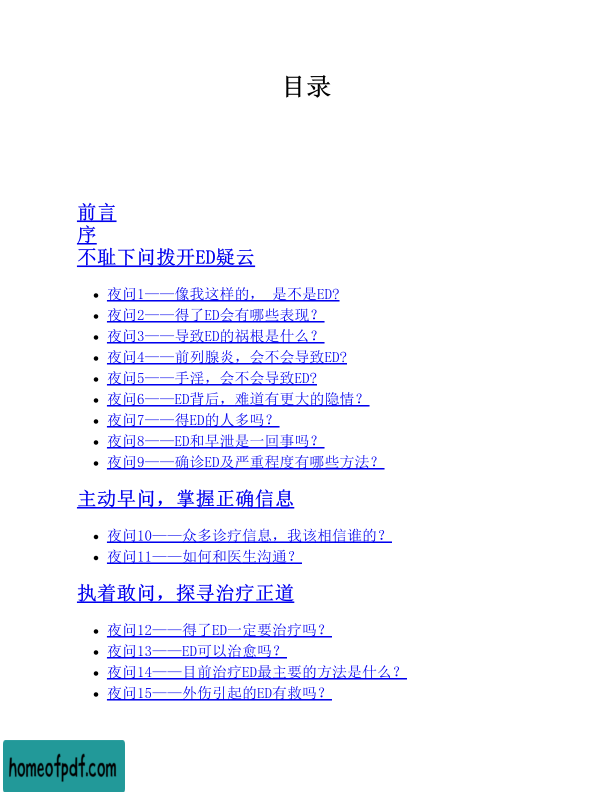 目录
前言
序
不耻下问拨开ED疑云
夜问1——像我这样的， 是不是ED?
夜问2——得了ED会有哪些表现？
夜问3——导致ED的祸根是什么？
夜问4——前列腺炎，会不会导致ED?
夜问5——手淫，会不会导致ED?
夜问6——ED背后，难道有更大的隐情？
夜问7——得ED的人多吗？
夜问8——ED和早泄是一回事吗？
夜问9——确诊ED及严重程度有哪些方法？
主动早问，掌握正确信息
夜问10——众多诊疗信息，我该相信谁的？
夜问11——如何和医生沟通？
执着敢问，探寻治疗正道
夜问12——得了ED一定要治疗吗？
夜问13——ED可以治愈吗？
夜问14——目前治疗ED最主要的方法是什么？
夜问15——外伤引起的ED有救吗？
homeofpdf.com